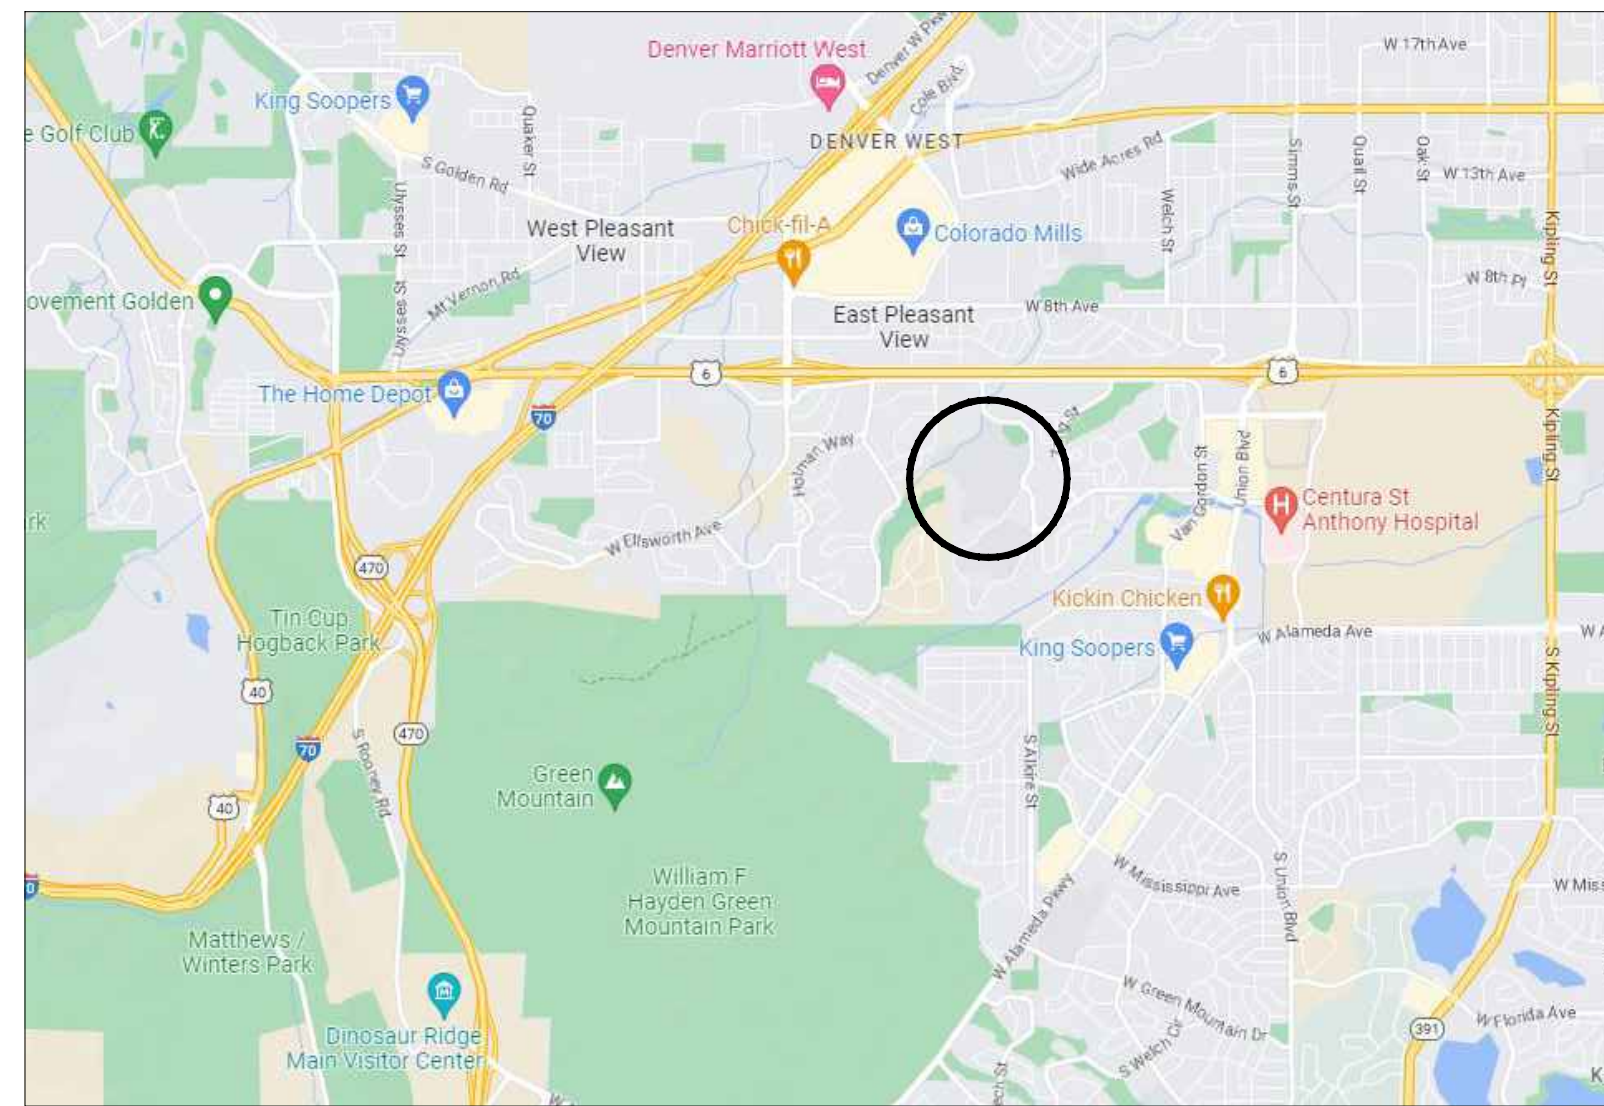 Denver Marriott West
Denver W Pkwy
Cole Blvd
W 17th Ave
King Soopers
Quaker St
e Golf Club
DENVER WEST
S Golden Rd
Wide Acres Rd
Simms St
Quail St
Oak St
W 13th Ave
Ulysses St
Welch St
West Pleasant
View
Chick-fil-A
Colorado Mills
Kipling St
W 8th Pl
Mt Vernon Rd
ovement Golden
W 8th Ave
East Pleasant
View
Ulysses St
6
6
The Home Depot
70
Kipling St
Holman Way
Van Gordon St
Union Blvd
Centura St
Anthony Hospital
rk
W Ellsworth Ave
470
Kickin Chicken
Tin Cup
Hogback Park
W Alameda Ave
W A
King Soopers
S Kipling St
40
470
70
S Rooney Rd
S Alkire St
Green
Mountain
40
W Mississippi Ave
S Union Blvd
W Miss
0
William F
Hayden Green
Mountain Park
W Alameda Pkwy
Matthews /
Winters Park
W Green Mountain Dr
W Florida Ave
391
Dinosaur Ridge
Main Visitor Center
S Welch Cir
ech St
K